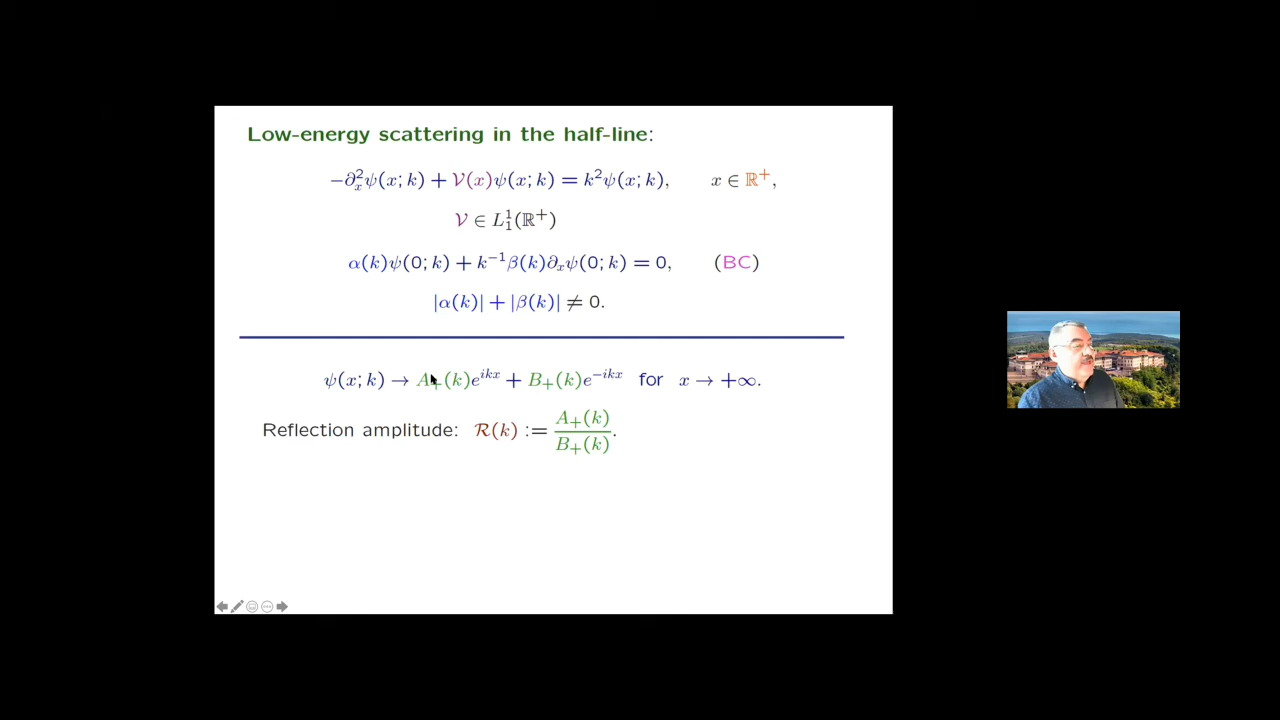 Low-energy scattering in the half-line:
−∂ₓ²ψ(x; k) + 𝒱(x)ψ(x; k) = k²ψ(x; k), x ∈ ℝ⁺,
𝒱 ∈ L₁¹(ℝ⁺)
α(k)ψ(0; k) + k⁻¹β(k)∂ₓψ(0; k) = 0, (BC)
|α(k)| + |β(k)| ≠ 0.
ψ(x; k) → A₊(k)e^{ikx} + B₊(k)e^{−ikx} for x → +∞.
Reflection amplitude: ℛ(k) := A₊(k)/B₊(k).